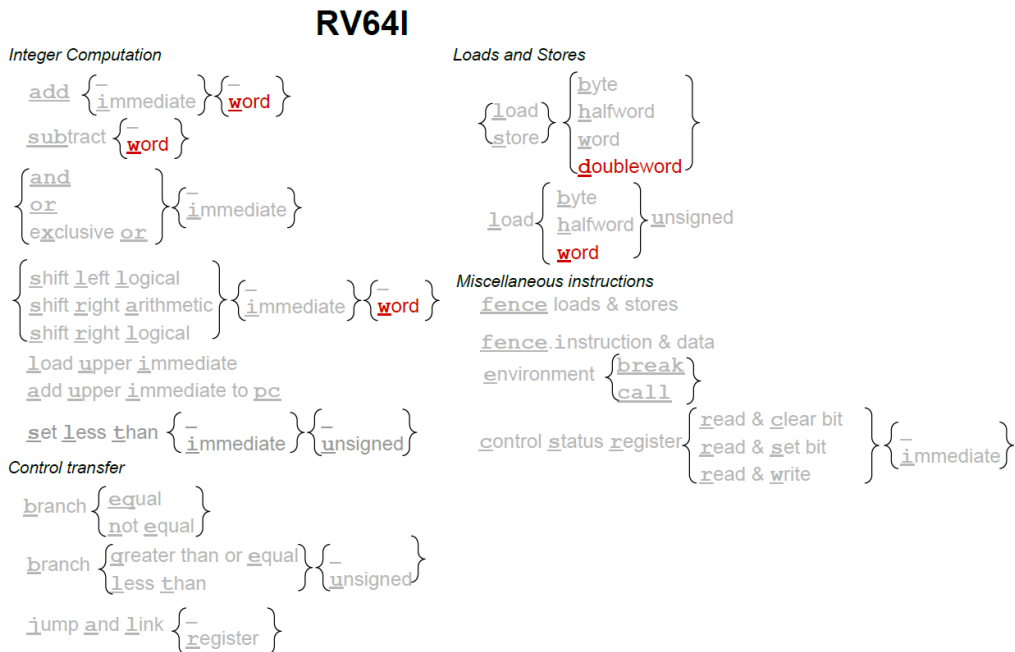 RV64I
Integer Computation
add { _ immediate } { _ word }
subtract { _ word }
{ and
or
exclusive or } { _ immediate }
{ shift left logical
shift right arithmetic
shift right logical } { _ immediate } { _ word }
load upper immediate
add upper immediate to pc
set less than { _ immediate } { _ unsigned }
Control transfer
branch { equal
not equal }
branch { greater than or equal
less than } { _ unsigned }
jump and link { _ register }
Loads and Stores
{ load
store } { byte
halfword
word
doubleword }
load { byte
halfword
word } unsigned
Miscellaneous instructions
fence loads & stores
fence.instruction & data
environment { break
call }
control status register { read & clear bit
read & set bit
read & write } { _ immediate }